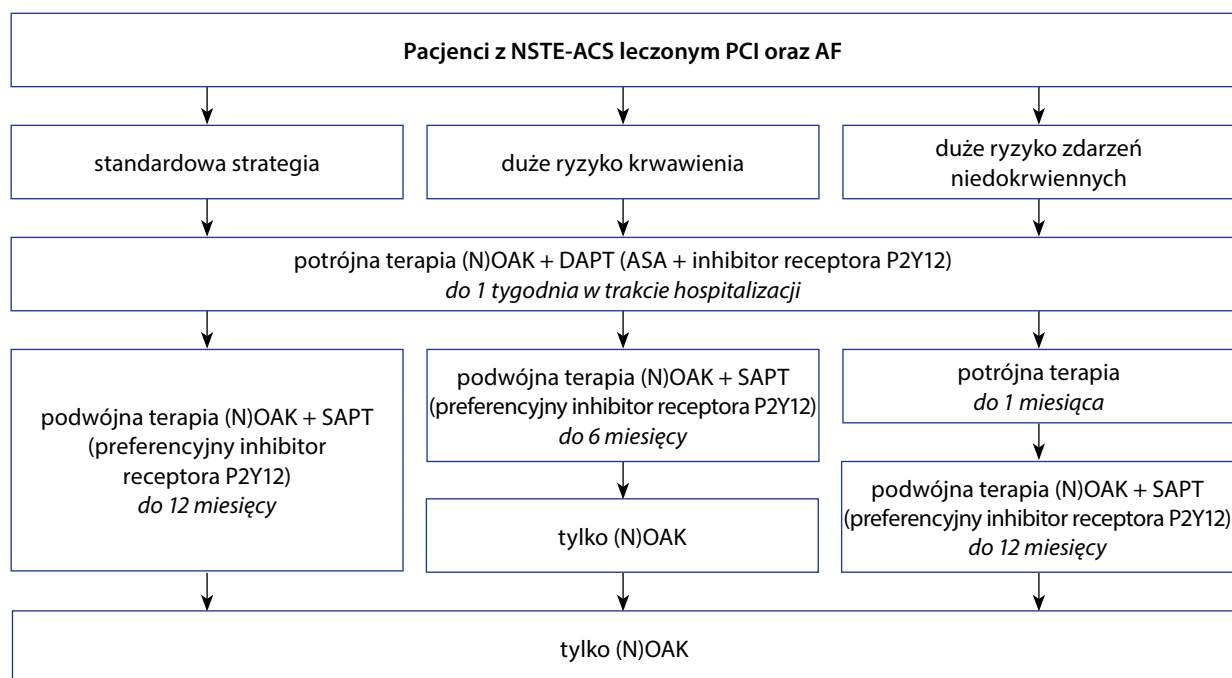 Pacjenci z NSTE-ACS leczonym PCI oraz AF
standardowa strategia
duże ryzyko krwawienia
duże ryzyko zdarzeń
niedokrwiennych
potrójna terapia (N)OAK + DAPT (ASA + inhibitor receptora P2Y12)
do 1 tygodnia w trakcie hospitalizacji
podwójna terapia (N)OAK + SAPT
(preferencyjny inhibitor
receptora P2Y12)
do 12 miesięcy
podwójna terapia (N)OAK + SAPT
(preferencyjny inhibitor receptora P2Y12)
do 6 miesięcy
tylko (N)OAK
potrójna terapia
do 1 miesiąca
podwójna terapia (N)OAK + SAPT
(preferencyjny inhibitor receptora P2Y12)
do 12 miesięcy
tylko (N)OAK